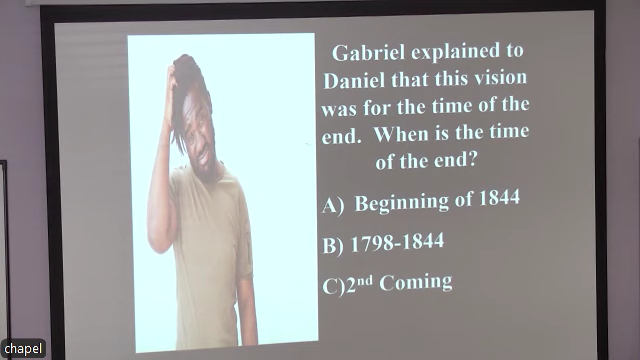 Gabriel explained to
Daniel that this vision
was for the time of the
end. When is the time
of the end?
A) Beginning of 1844
B) 1798-1844
C)2nd Coming
chapel